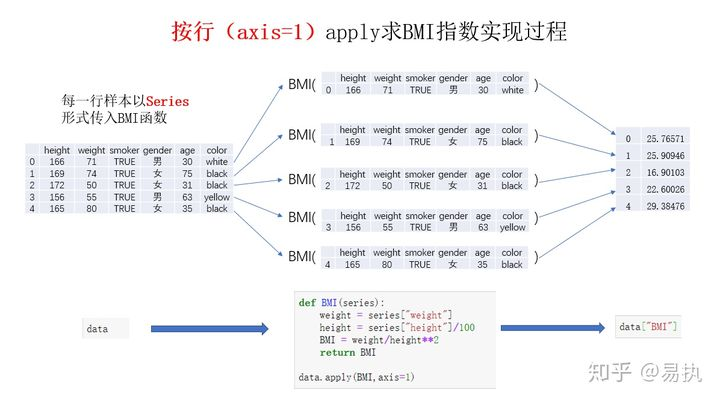 按行（axis=1）apply求BMI指数实现过程
每一行样本以Series
形式传入BMI函数
height weight smoker gender age color
0 166 71 TRUE 男 30 white
1 169 74 TRUE 女 75 black
2 172 50 TRUE 女 31 black
3 156 55 TRUE 男 63 yellow
4 165 80 TRUE 女 35 black
BMI(
height weight smoker gender age color
0 166 71 TRUE 男 30 white
)
BMI(
height weight smoker gender age color
1 169 74 TRUE 女 75 black
)
BMI(
height weight smoker gender age color
2 172 50 TRUE 女 31 black
)
BMI(
height weight smoker gender age color
3 156 55 TRUE 男 63 yellow
)
BMI(
height weight smoker gender age color
4 165 80 TRUE 女 35 black
)
0 25.76571
1 25.90946
2 16.90103
3 22.60026
4 29.38476
data
def BMI(series):
    weight = series["weight"]
    height = series["height"]/100
    BMI = weight/height**2
    return BMI
data.apply(BMI,axis=1)
data["BMI"]
知乎 @易执